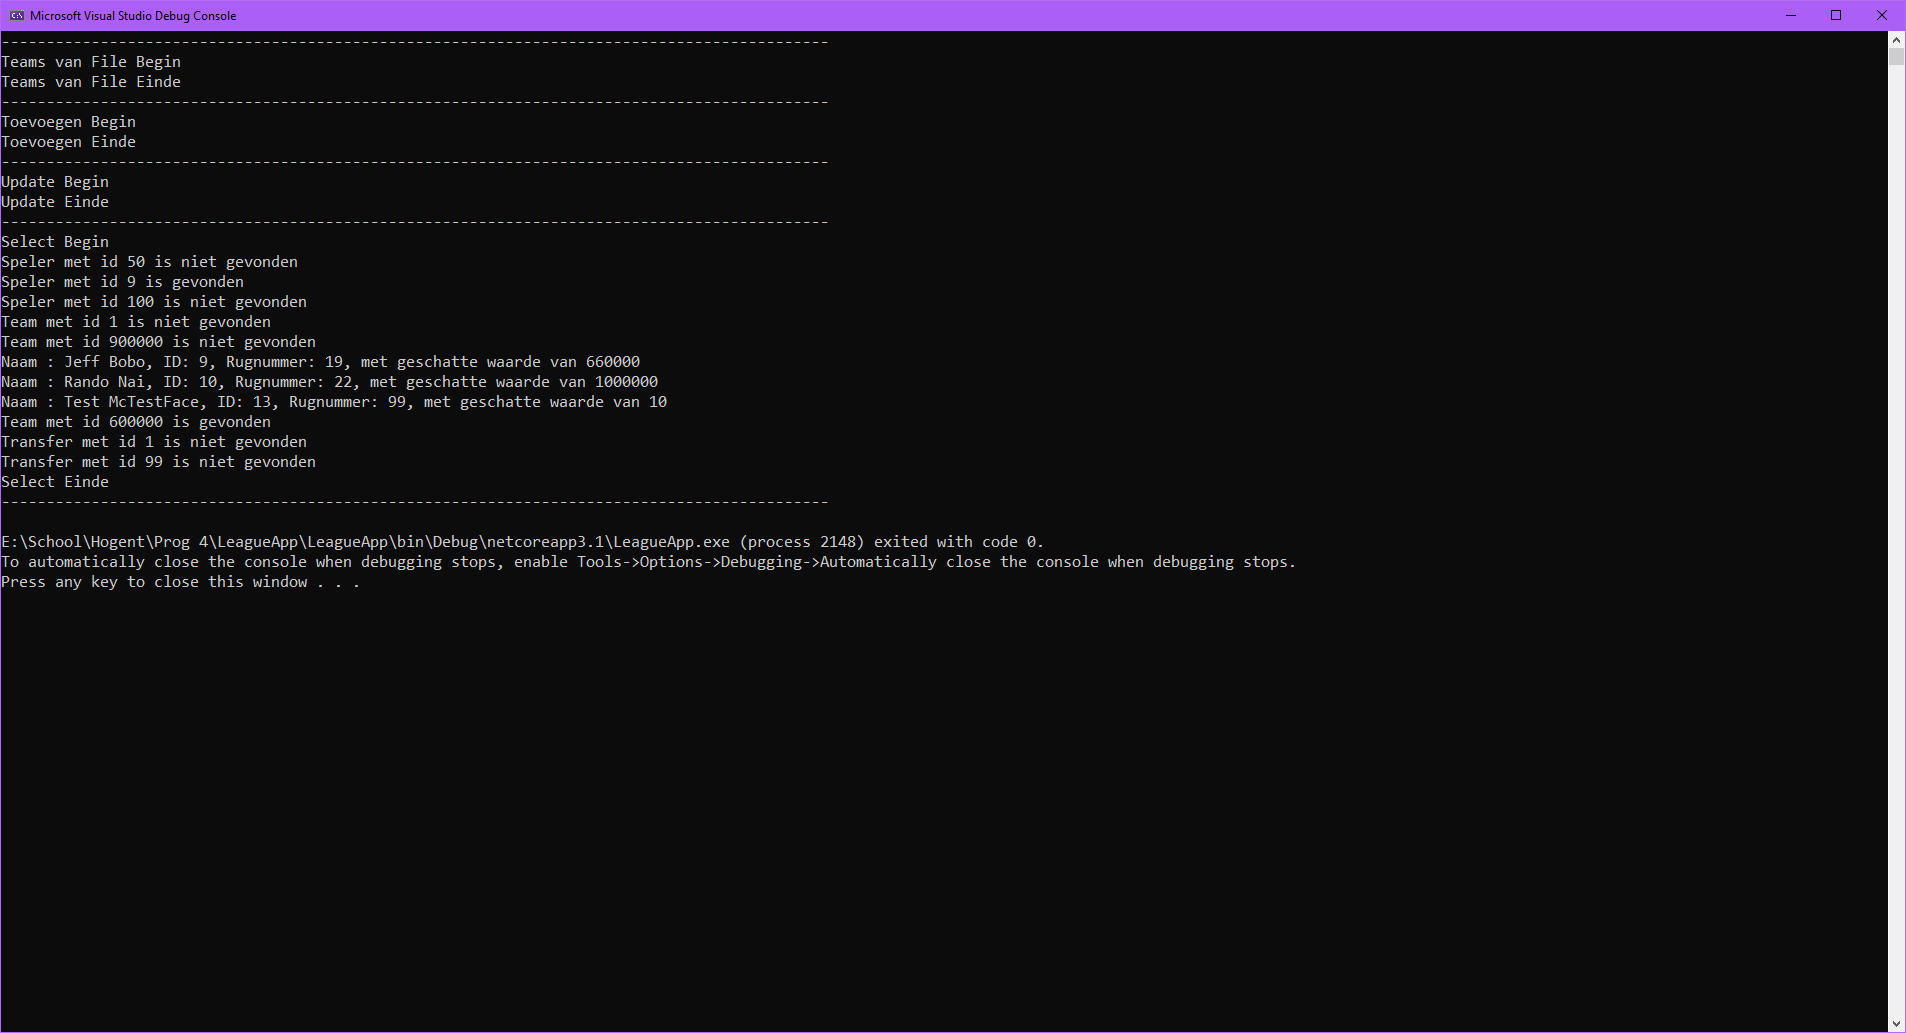 Microsoft Visual Studio Debug Console
--------------------------------------------------------------------------------------------
Teams van File Begin
Teams van File Einde
--------------------------------------------------------------------------------------------
Toevoegen Begin
Toevoegen Einde
--------------------------------------------------------------------------------------------
Update Begin
Update Einde
--------------------------------------------------------------------------------------------
Select Begin
Speler met id 50 is niet gevonden
Speler met id 9 is gevonden
Speler met id 100 is niet gevonden
Team met id 1 is niet gevonden
Team met id 900000 is niet gevonden
Naam : Jeff Bobo, ID: 9, Rugnummer: 19, met geschatte waarde van 660000
Naam : Rando Nai, ID: 10, Rugnummer: 22, met geschatte waarde van 1000000
Naam : Test McTestFace, ID: 13, Rugnummer: 99, met geschatte waarde van 10
Team met id 600000 is gevonden
Transfer met id 1 is niet gevonden
Transfer met id 99 is niet gevonden
Select Einde
--------------------------------------------------------------------------------------------
E:\School\Hogent\Prog 4\LeagueApp\LeagueApp\bin\Debug\netcoreapp3.1\LeagueApp.exe (process 2148) exited with code 0.
To automatically close the console when debugging stops, enable Tools->Options->Debugging->Automatically close the console when debugging stops.
Press any key to close this window . . .